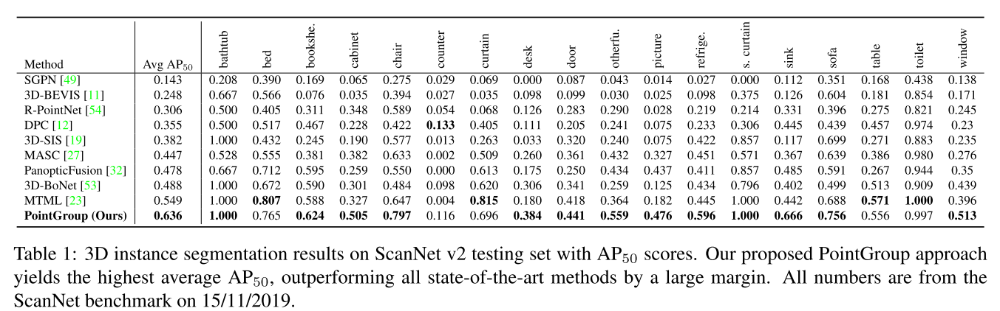 Method Avg AP50 bathtub bed bookshe. cabinet chair counter curtain desk door otherfu. picture refrige. s. curtain sink sofa table toilet window
SGPN [49] 0.143 0.208 0.390 0.169 0.065 0.275 0.029 0.069 0.000 0.087 0.043 0.014 0.027 0.000 0.112 0.351 0.168 0.438 0.138
3D-BEVIS [11] 0.248 0.667 0.566 0.076 0.035 0.394 0.027 0.035 0.098 0.099 0.030 0.025 0.098 0.375 0.126 0.604 0.181 0.854 0.171
R-PointNet [54] 0.306 0.500 0.405 0.311 0.348 0.589 0.054 0.068 0.126 0.283 0.290 0.028 0.219 0.214 0.331 0.396 0.275 0.821 0.245
DPC [12] 0.355 0.500 0.517 0.467 0.228 0.422 0.133 0.405 0.111 0.205 0.241 0.075 0.233 0.306 0.445 0.439 0.457 0.974 0.23
3D-SIS [19] 0.382 1.000 0.432 0.245 0.190 0.577 0.013 0.263 0.033 0.320 0.240 0.075 0.422 0.857 0.117 0.699 0.271 0.883 0.235
MASC [27] 0.447 0.528 0.555 0.381 0.382 0.633 0.002 0.509 0.260 0.361 0.432 0.327 0.451 0.571 0.367 0.639 0.386 0.980 0.276
PanopticFusion [32] 0.478 0.667 0.712 0.595 0.259 0.550 0.000 0.613 0.175 0.250 0.434 0.437 0.411 0.857 0.485 0.591 0.267 0.944 0.35
3D-BoNet [53] 0.488 1.000 0.672 0.590 0.301 0.484 0.098 0.620 0.306 0.341 0.259 0.125 0.434 0.796 0.402 0.499 0.513 0.909 0.439
MTML [23] 0.549 1.000 0.807 0.588 0.327 0.647 0.004 0.815 0.180 0.418 0.364 0.182 0.445 1.000 0.442 0.688 0.571 1.000 0.396
PointGroup (Ours) 0.636 1.000 0.765 0.624 0.505 0.797 0.116 0.696 0.384 0.441 0.559 0.476 0.596 1.000 0.666 0.756 0.556 0.997 0.513
Table 1: 3D instance segmentation results on ScanNet v2 testing set with AP50 scores. Our proposed PointGroup approach
yields the highest average AP50, outperforming all state-of-the-art methods by a large margin. All numbers are from the
ScanNet benchmark on 15/11/2019.